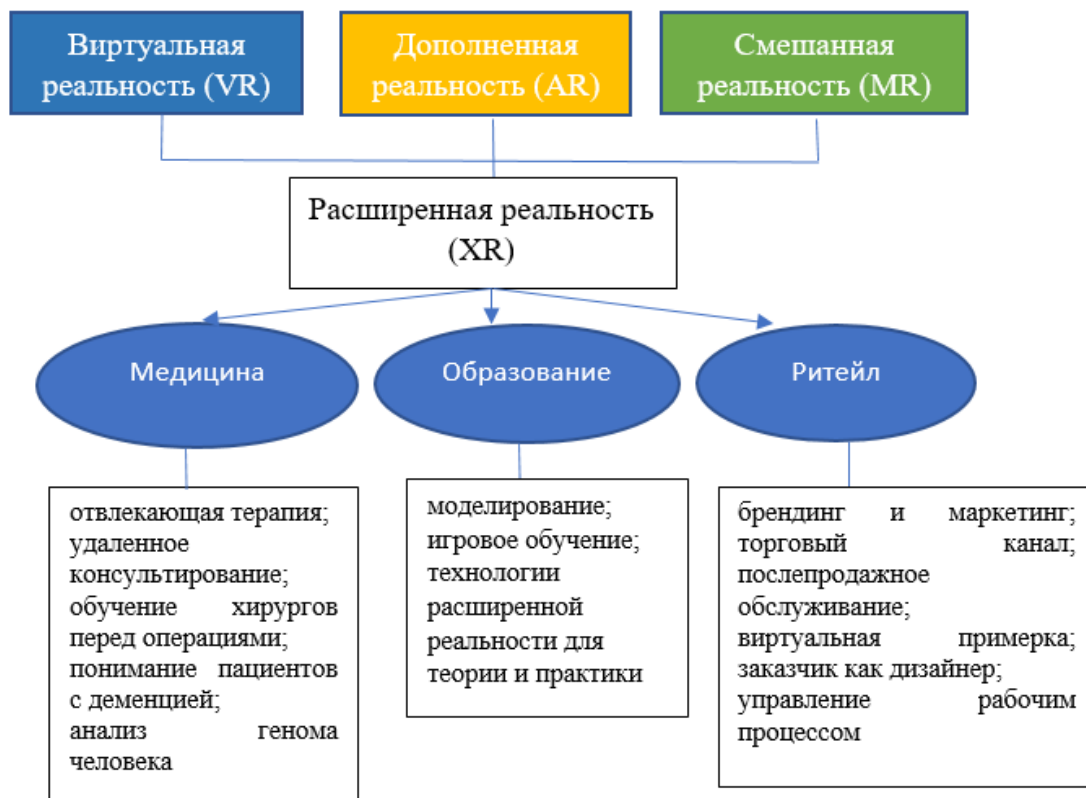 Виртуальная
реальность (VR)
Дополненная
реальность (AR)
Смешанная
реальность (MR)
Расширенная реальность
(XR)
Медицина
Образование
Ритейл
отвлекающая терапия;
удаленное
консультирование;
обучение хирургов
перед операциями;
понимание пациентов
с деменцией;
анализ генома
человека
моделирование;
игровое обучение;
технологии
расширенной
реальности для
теории и практики
брендинг и маркетинг;
торговый канал;
послепродажное
обслуживание;
виртуальная примерка;
заказчик как дизайнер;
управление рабочим
процессом